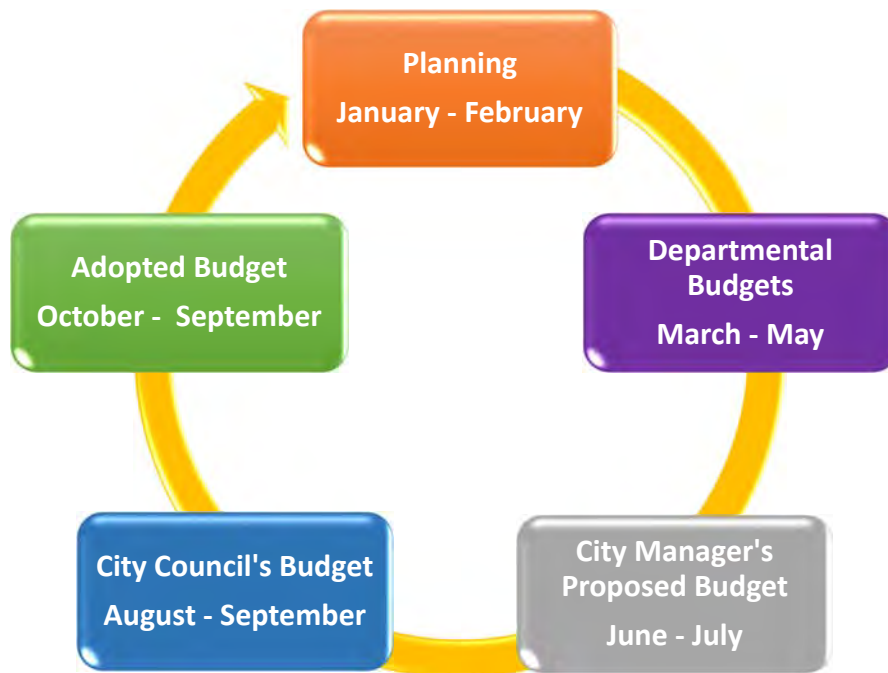 Planning
January - February
Departmental
Budgets
March - May
City Manager's
Proposed Budget
June - July
City Council's Budget
August - September
Adopted Budget
October - September